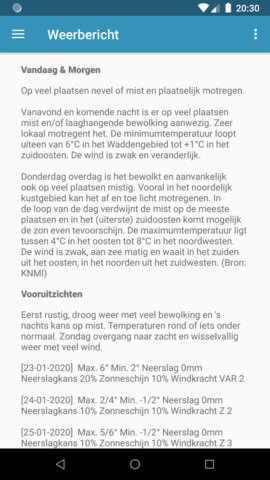 20:30
Weerbericht
Vandaag & Morgen
Op veel plaatsen nevel of mist en plaatselijk motregen.
Vanavond en komende nacht is er op veel plaatsen
mist en/of laaghangende bewolking aanwezig. Zeer
lokaal motregent het. De minimumtemperatuur loopt
uiteen van 6°C in het Waddengebied tot +1°C in het
zuidoosten. De wind is zwak en veranderlijk.
Donderdag overdag is het bewolkt en aanvankelijk
ook op veel plaatsen mistig. Vooral in het noordelijk
kustgebied kan het af en toe licht motregenen. In
de loop van de dag verdwijnt de mist op de meeste
plaatsen en in het (uiterste) zuidoosten komt mogelijk
de zon even tevoorschijn. De maximumtemperatuur ligt
tussen 4°C in het oosten tot 8°C in het noordwesten.
De wind is zwak, aan zee matig en waait in het zuiden
uit het oosten, in het noorden uit het zuidwesten. (Bron:
KNMI)
Vooruitzichten
Eerst rustig, droog weer met veel bewolking en 's
nachts kans op mist. Temperaturen rond of iets onder
normaal. Zondag overgang naar zacht en wisselvallig
weer met veel wind.
[23-01-2020] Max. 6° Min. 2° Neerslag 0mm
Neerslagkans 20% Zonneschijn 10% Windkracht VAR 2
[24-01-2020] Max. 2/4° Min. -1/2° Neerslag 0mm
Neerslagkans 10% Zonneschijn 10% Windkracht Z 2
[25-01-2020] Max. 5/6° Min. -1/2° Neerslag 0mm
Neerslagkans 10% Zonneschijn 10% Windkracht Z 3